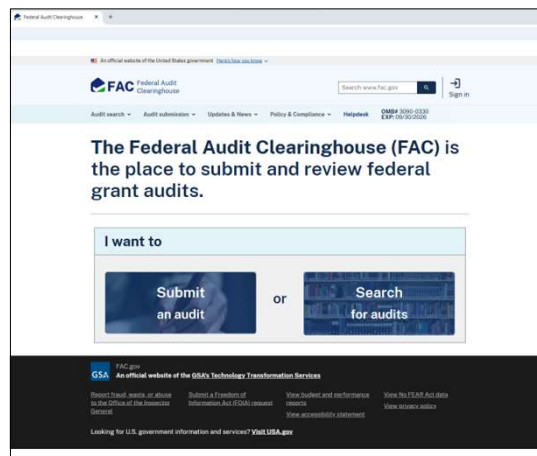 Federal Audit Clearinghouse
An official website of the United States government Here's how you know
FAC Federal Audit Clearinghouse
Search www.fac.gov
Sign in
Audit search
Audit submission
Updates & News
Policy & Compliance
Helpdesk
OMB# 3090-0330
EXP: 09/30/2026
The Federal Audit Clearinghouse (FAC) is
the place to submit and review federal
grant audits.
I want to
Submit
an audit
or
Search
for audits
GSA
FAC.gov
An official website of the GSA's Technology Transformation Services
Report fraud, waste, or abuse
to the Office of the Inspector
General
Submit a Freedom of
Information Act (FOIA) request
View budget and performance
reports
View accessibility statement
View No FEAR Act data
View privacy policy
Looking for U.S. government information and services? Visit USA.gov